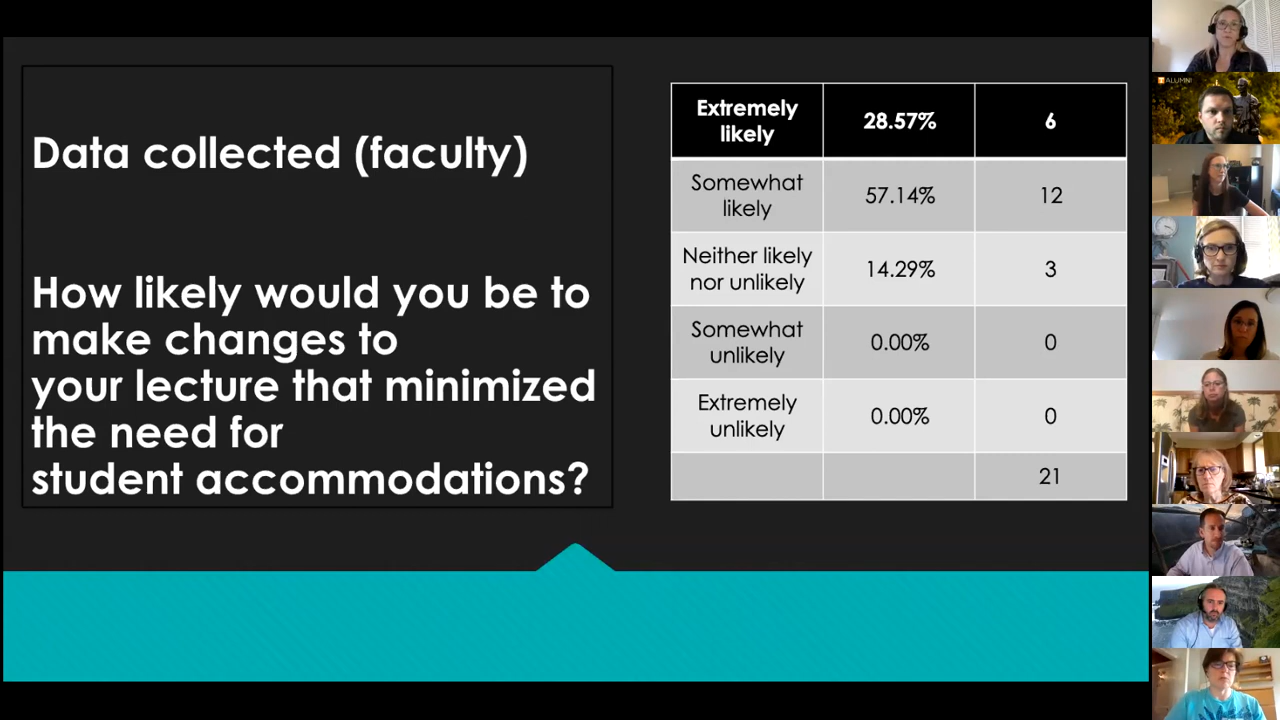 Data collected (faculty)
How likely would you be to
make changes to
your lecture that minimized
the need for
student accommodations?
Extremely
likely
28.57%
6
Somewhat
likely
57.14%
12
Neither likely
nor unlikely
14.29%
3
Somewhat
unlikely
0.00%
0
Extremely
unlikely
0.00%
0
21
T ALUMNI